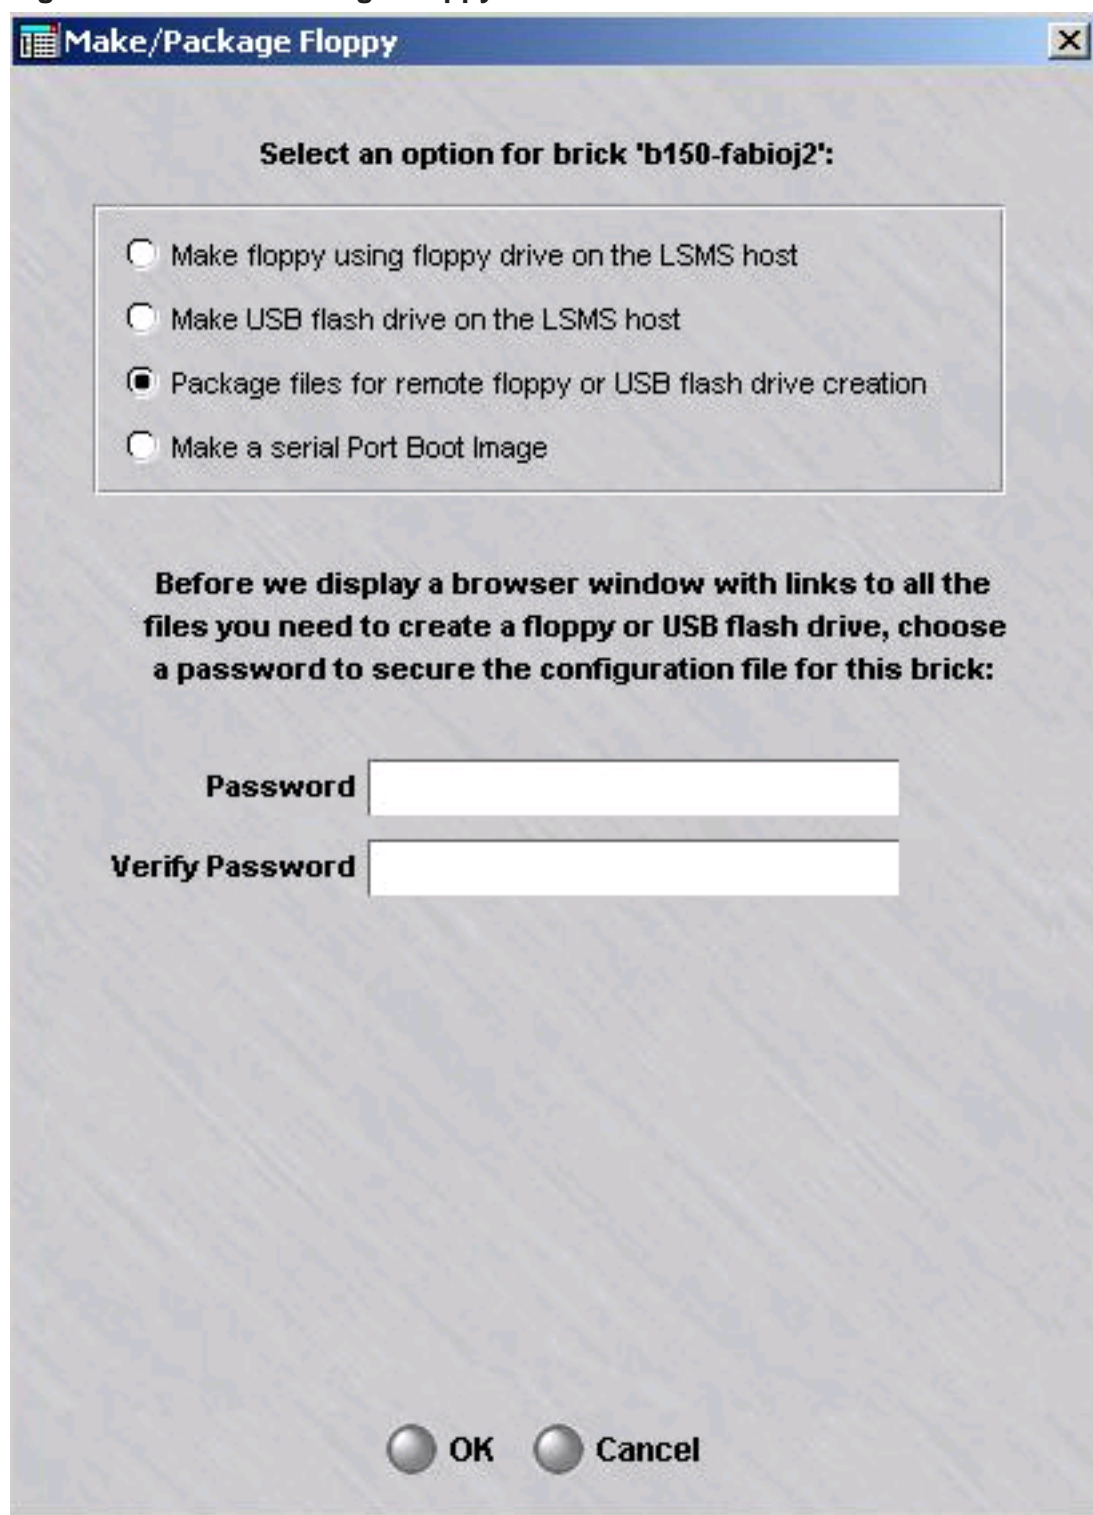 Make/Package Floppy
Select an option for brick 'b150-fabioj2':
Make floppy using floppy drive on the LSMS host
Make USB flash drive on the LSMS host
Package files for remote floppy or USB flash drive creation
Make a serial Port Boot Image
Before we display a browser window with links to all the
files you need to create a floppy or USB flash drive, choose
a password to secure the configuration file for this brick:
Password
Verify Password
OK Cancel